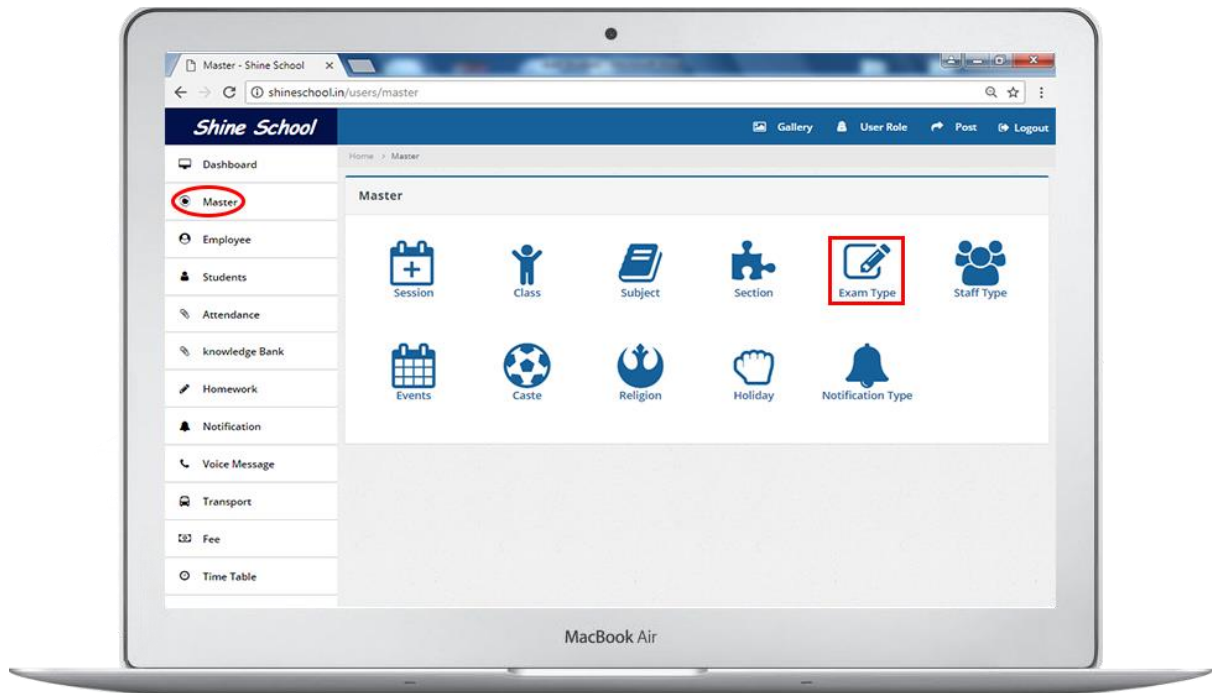 Master - Shine School
shineschool.in/users/master
Shine School
Gallery User Role Post Logout
Home > Master
Dashboard
Master
Employee
Students
Attendance
knowledge Bank
Homework
Notification
Voice Message
Transport
Fee
Time Table
Master
Session Class Subject Section Exam Type Staff Type
Events Caste Religion Holiday Notification Type
MacBook Air